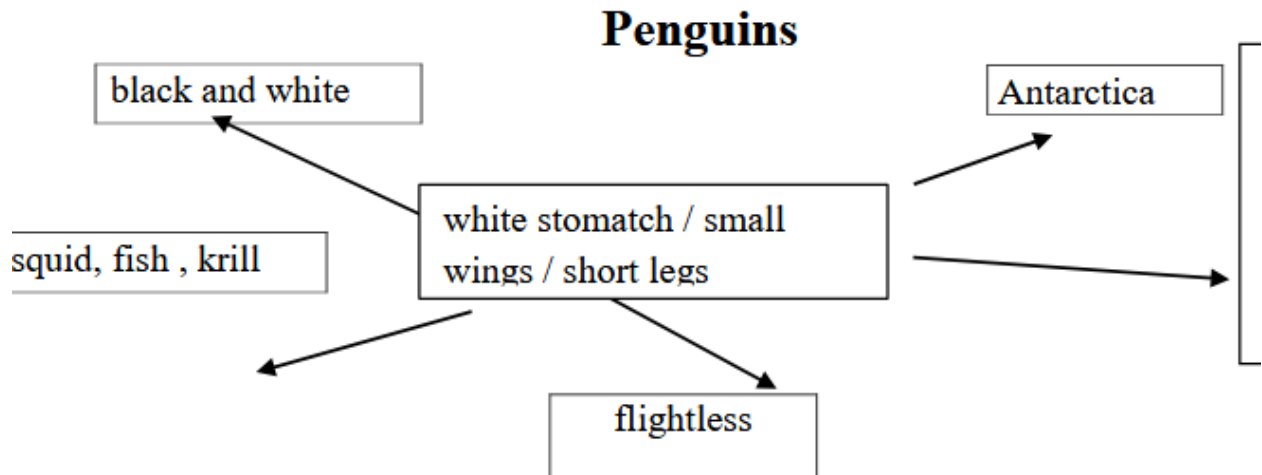 Penguins
black and white
Antarctica
white stomatch / small
wings / short legs
squid, fish , krill
flightless